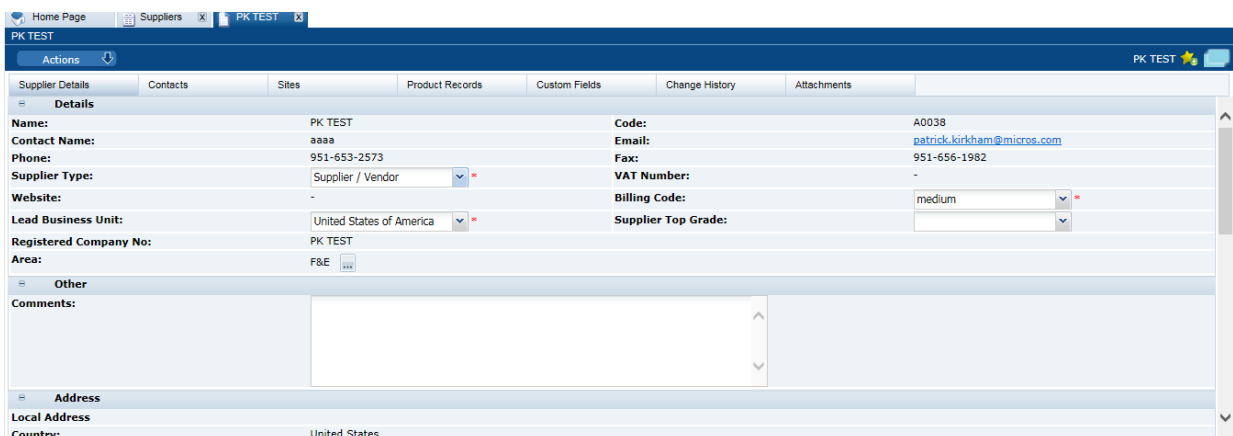 Home Page Suppliers X PK TEST X
PK TEST
Actions PK TEST
Supplier Details Contacts Sites Product Records Custom Fields Change History Attachments
Details
Name: PK TEST Code: A0038
Contact Name: aaaa Email: patrick.kirkham@micros.com
Phone: 951-653-2573 Fax: 951-656-1982
Supplier Type: Supplier / Vendor * VAT Number: -
Website: - Billing Code: medium *
Lead Business Unit: United States of America * Supplier Top Grade:
Registered Company No: PK TEST
Area: F&E ...
Other
Comments:
Address
Local Address
Country: United States